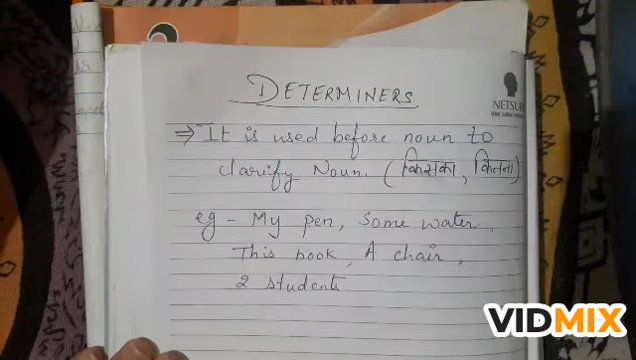 DETERMINERS
NETSU
⇒ It is used before noun to
clarify Noun. (किसका, कितना)
eg - My pen, Some water,
This book, A chair,
2 students
VIDMIX